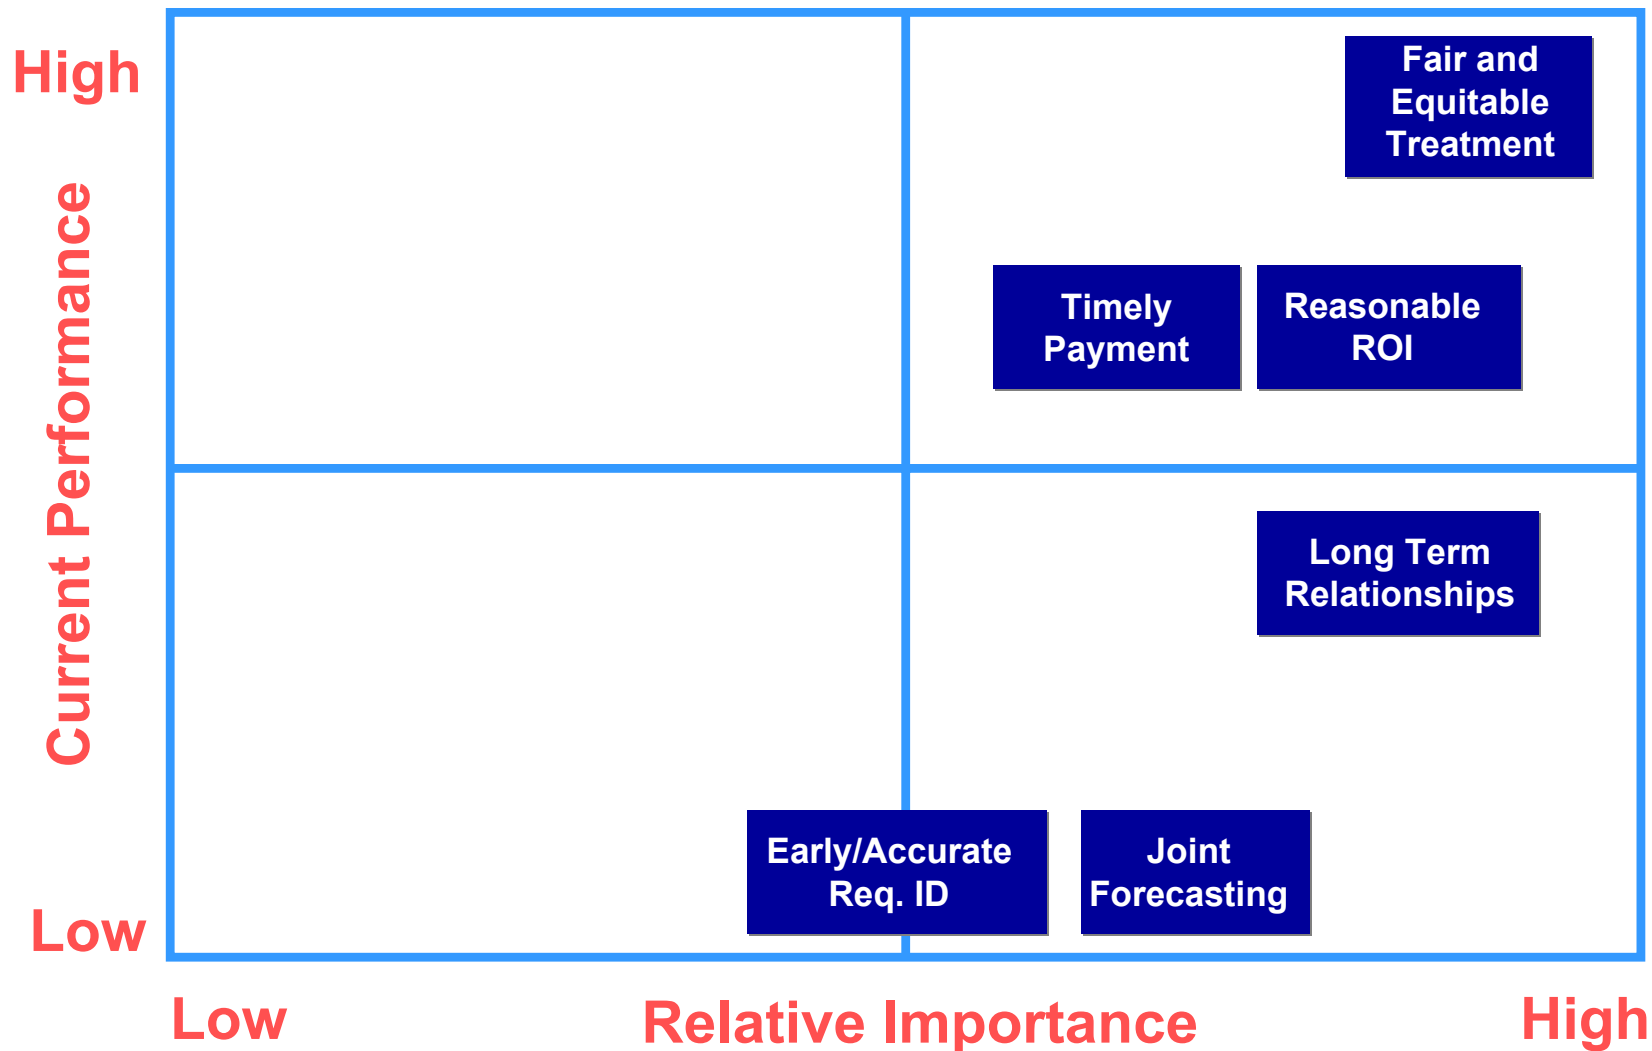 High
Fair and
Equitable
Treatment
Current Performance
Timely
Payment
Reasonable
ROI
Long Term
Relationships
Early/Accurate
Req. ID
Joint
Forecasting
Low
Low
Relative Importance
High